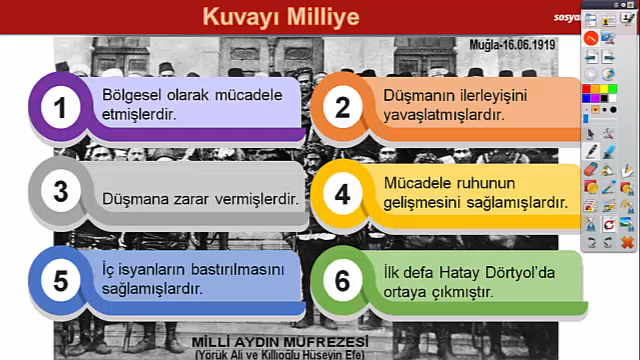 Kuvayı Milliye
sosya
Muğla-16.06.1919
1
Bölgesel olarak mücadele
etmişlerdir.
2
Düşmanın ilerleyişini
yavaşlatmışlardır.
3
Düşmana zarar vermişlerdir.
4
Mücadele ruhunun
gelişmesini sağlamışlardır.
5
İç isyanların bastırılmasını
sağlamışlardır.
6
İlk defa Hatay Dörtyol'da
ortaya çıkmıştır.
MİLLİ AYDIN MÜFREZESİ
(Yörük Ali ve Kıllıoğlu Hüseyin Efe)